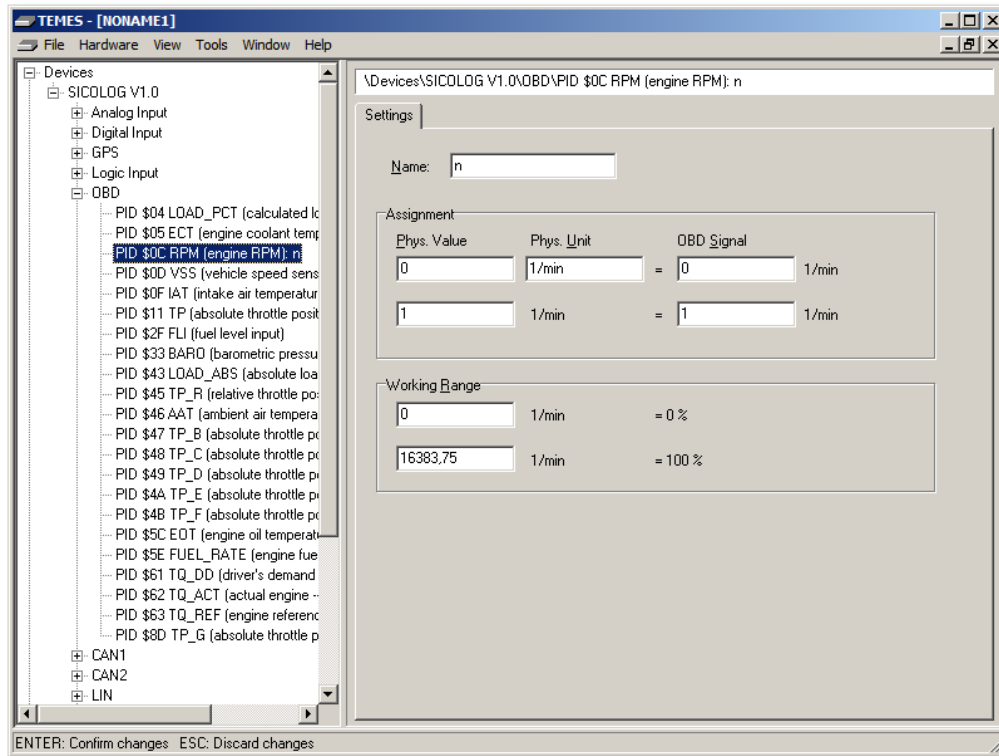 TEMES - [NONAME1]
File Hardware View Tools Window Help
Devices
SICOLOG V1.0
Analog Input
Digital Input
GPS
Logic Input
OBD
PID $04 LOAD_PCT (calculated lo
PID $05 ECT (engine coolant temp
PID $0C RPM (engine RPM): n
PID $0D VSS (vehicle speed sens
PID $0F IAT (intake air temperatur
PID $11 TP (absolute throttle posit
PID $2F FLI (fuel level input)
PID $33 BARO (barometric pressu
PID $43 LOAD_ABS (absolute loa
PID $45 TP_R (relative throttle po
PID $46 AAT (ambient air tempera
PID $47 TP_B (absolute throttle po
PID $48 TP_C (absolute throttle po
PID $49 TP_D (absolute throttle po
PID $4A TP_E (absolute throttle po
PID $4B TP_F (absolute throttle po
PID $5C EOT (engine oil temperat
PID $5E FUEL_RATE (engine fue
PID $61 TQ_DD (driver's demand
PID $62 TQ_ACT (actual engine -
PID $63 TQ_REF (engine referenc
PID $8D TP_G (absolute throttle p
CAN1
CAN2
LIN
\Devices\SICOLOG V1.0\OBD\PID $0C RPM (engine RPM): n
Settings
Name: n
Assignment
Phys. Value Phys. Unit OBD Signal
0 1/min = 0 1/min
1 1/min = 1 1/min
Working Range
0 1/min = 0 %
16383,75 1/min = 100 %
ENTER: Confirm changes ESC: Discard changes